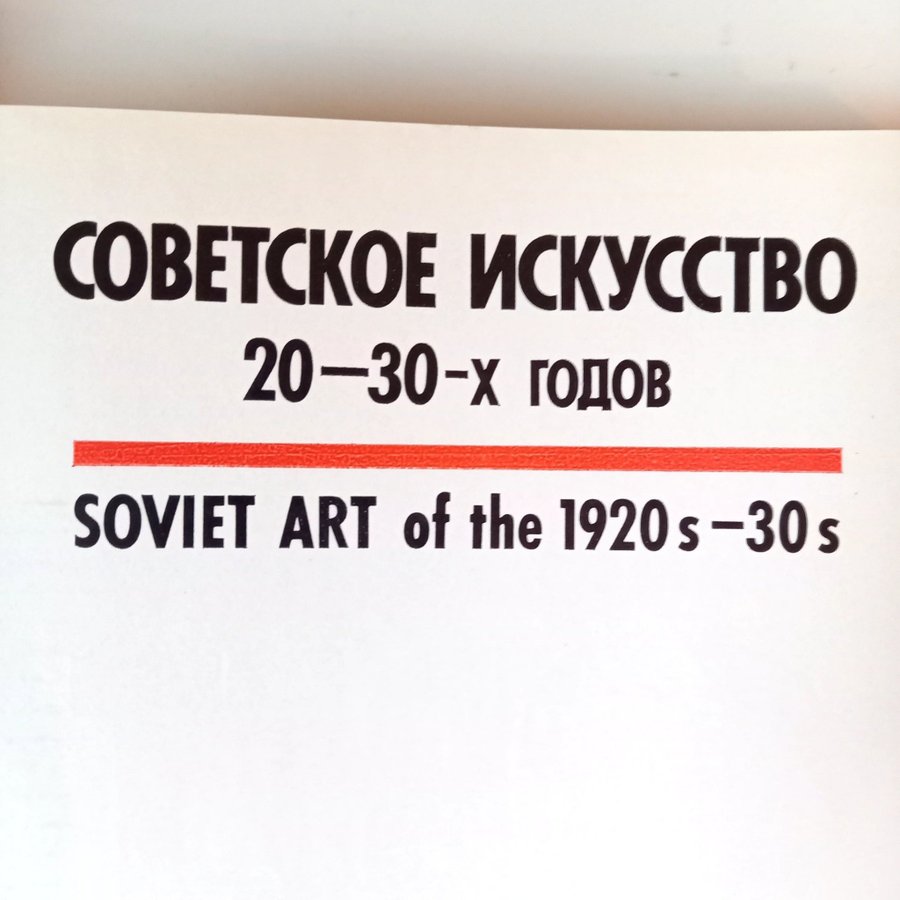 СОВЕТСКОЕ ИСКУССТВО
20—30-х ГОДОВ
SOVIET ART of the 1920s—30s